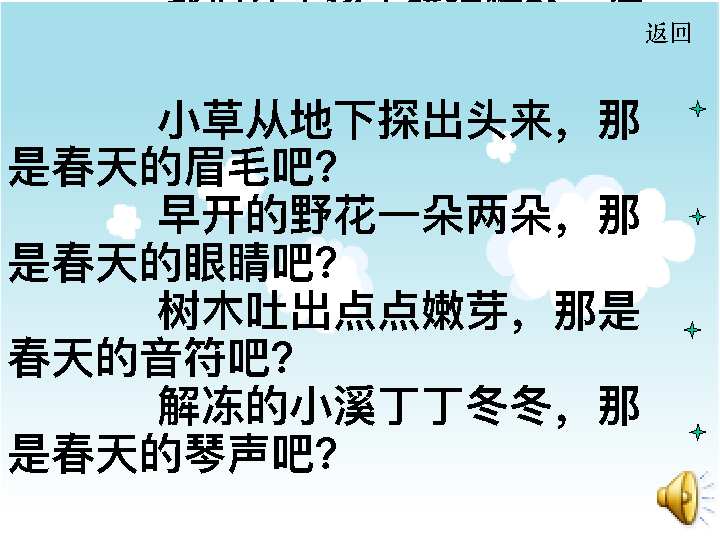 返回
小草从地下探出头来，那
是春天的眉毛吧?
早开的野花一朵两朵，那
是春天的眼睛吧?
树木吐出点点嫩芽，那是
春天的音符吧?
解冻的小溪丁丁冬冬，那
是春天的琴声吧?